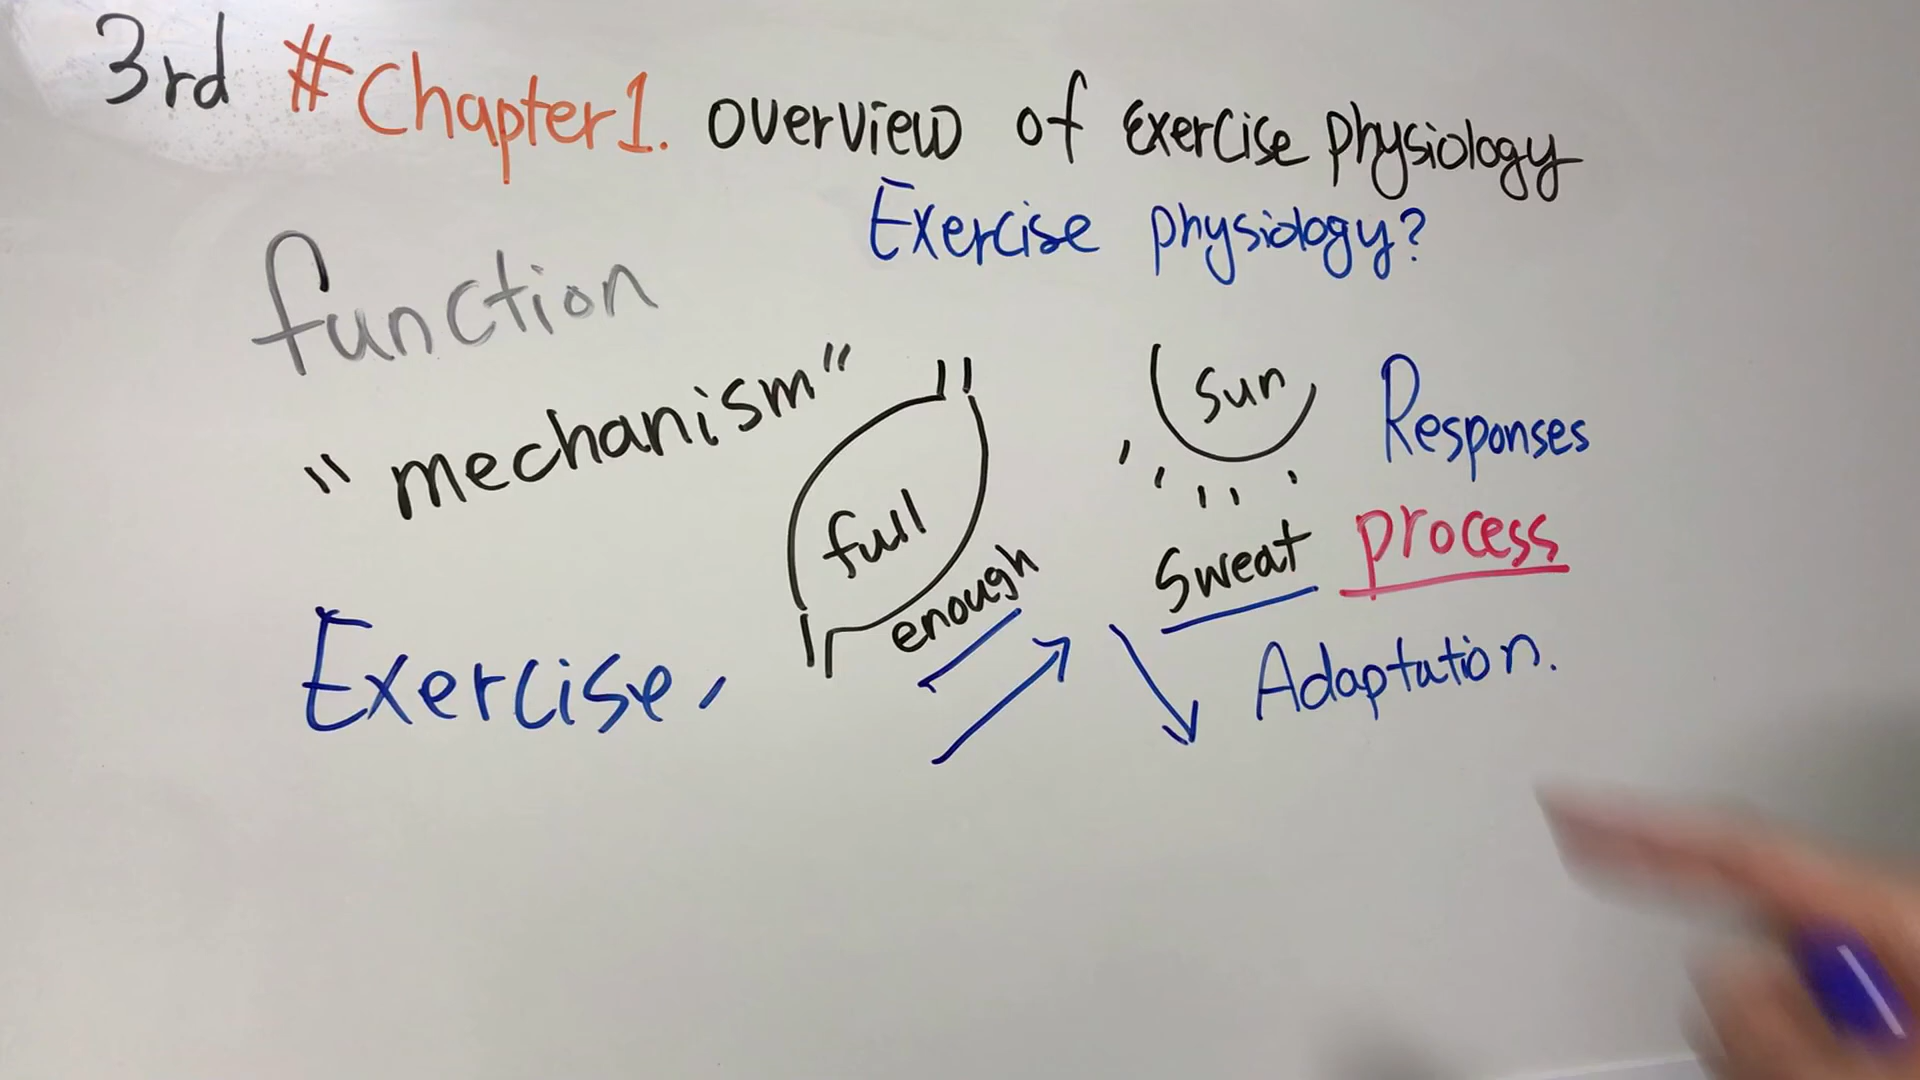 3rd #Chapter1. overview of exercise physiology
Exercise physiology?
function
"mechanism"
full
enough
Sun
Responses
Sweat process
Exercise,
Adaptation.